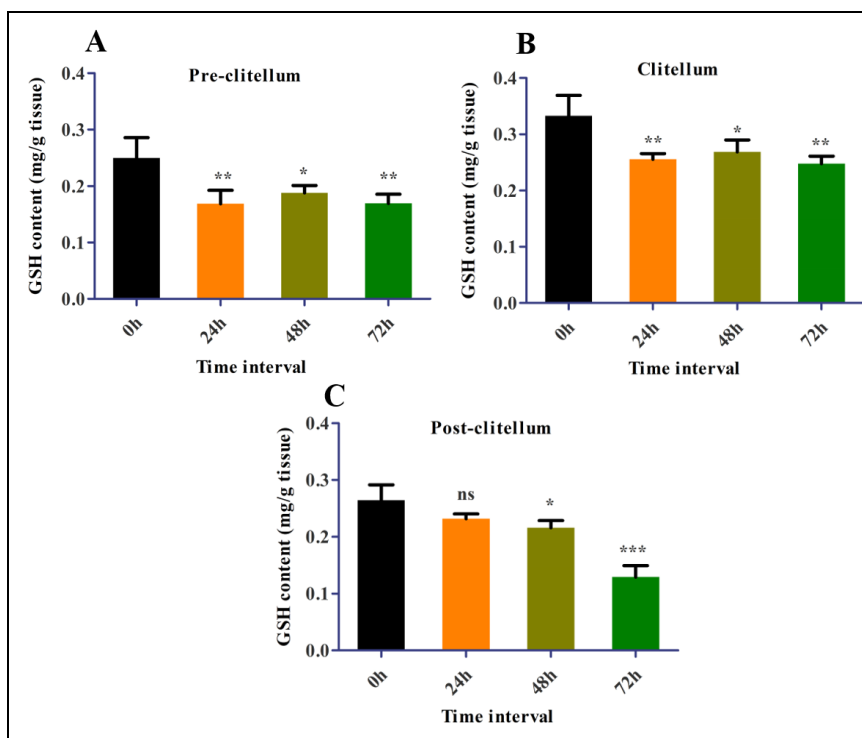 A
Pre-clitellum
GSH content (mg/g tissue)
0.4
0.3
0.2
0.1
0.0
**
*
**
0h
24h
48h
72h
Time interval
B
Clitellum
GSH content (mg/g tissue)
0.4
0.3
0.2
0.1
0.0
**
*
**
0h
24h
48h
72h
Time interval
C
Post-clitellum
GSH content (mg/g tissue)
0.4
0.3
0.2
0.1
0.0
ns
*
***
0h
24h
48h
72h
Time interval